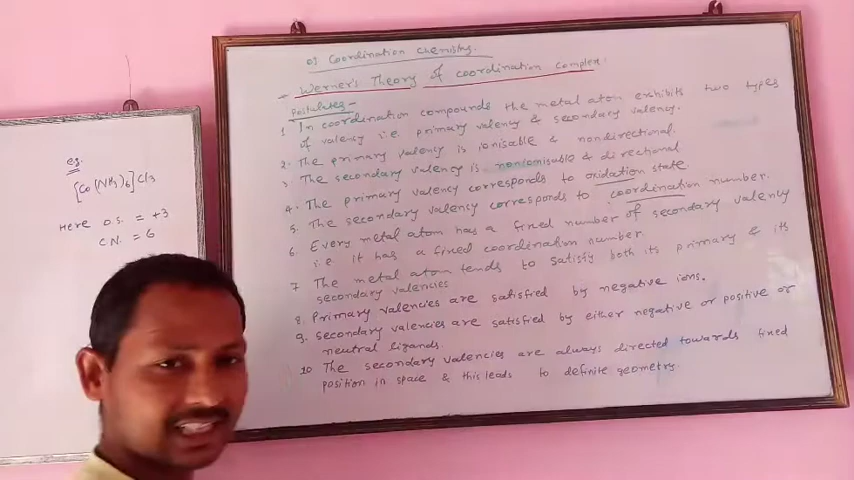 eg.
[Co(NH3)6]Cl3
Here O.S. = +3
C.N. = 6
Coordination Chemistry.
Werner's Theory of coordination complex.
Postulates -
1. In coordination compounds the metal atom exhibits two types
of valency i.e. primary valency & secondary valency.
2. The primary valency is ionisable & nondirectional.
3. The secondary valency is nonionisuble & directional
4. The primary valency corresponds to oxidation state.
5. The secondary valency corresponds to coordination number.
6. Every metal atom has a fixed number of secondary valency
i.e. it has a fixed coordination number.
7 The metal atom tends to satisfy both its primary & its
secondary valencies
8. Primary valencies are satisfied by negative ions.
9. Secondary valencies are satisfied by either negative or positive or
neutral ligands.
10 The secondary valencies are always directed towards fixed
position in space & this leads to definite geometry.